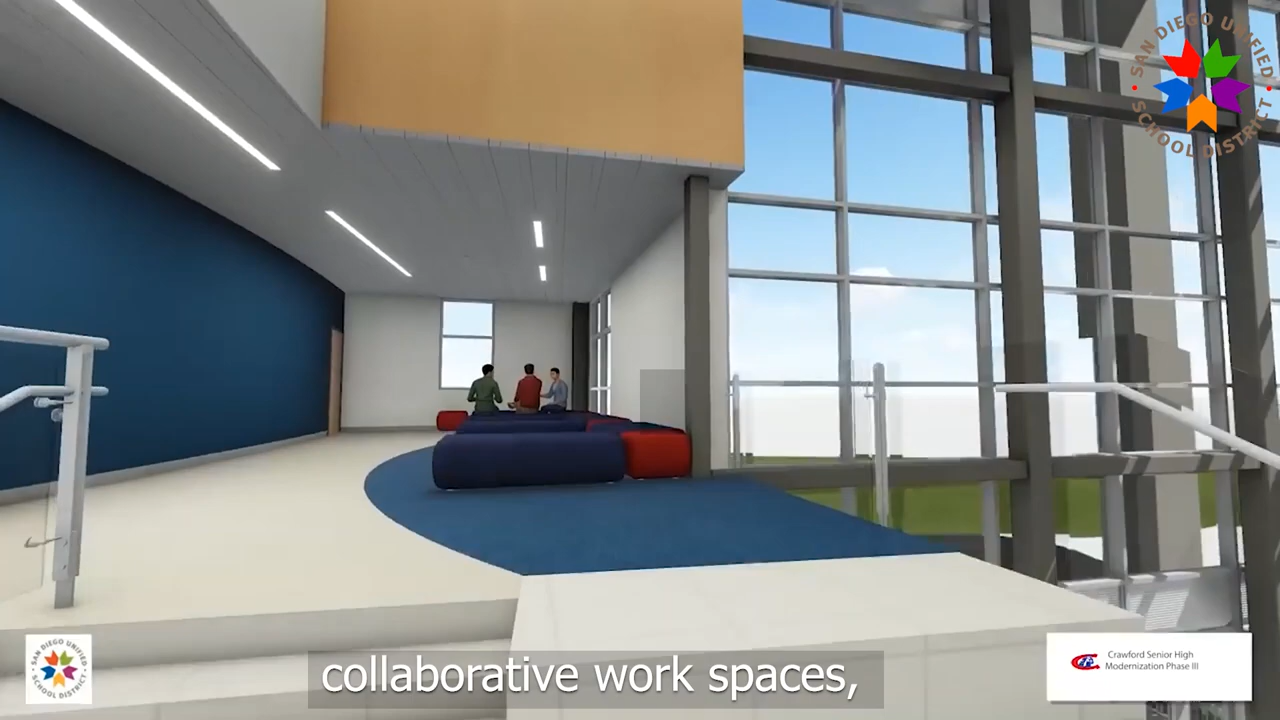 SAN DIEGO UNIFIED
SCHOOL DISTRICT
SAN DIEGO UNIFIED
SCHOOL DISTRICT
collaborative work spaces,
C
Crawford Senior High
Modernization Phase III